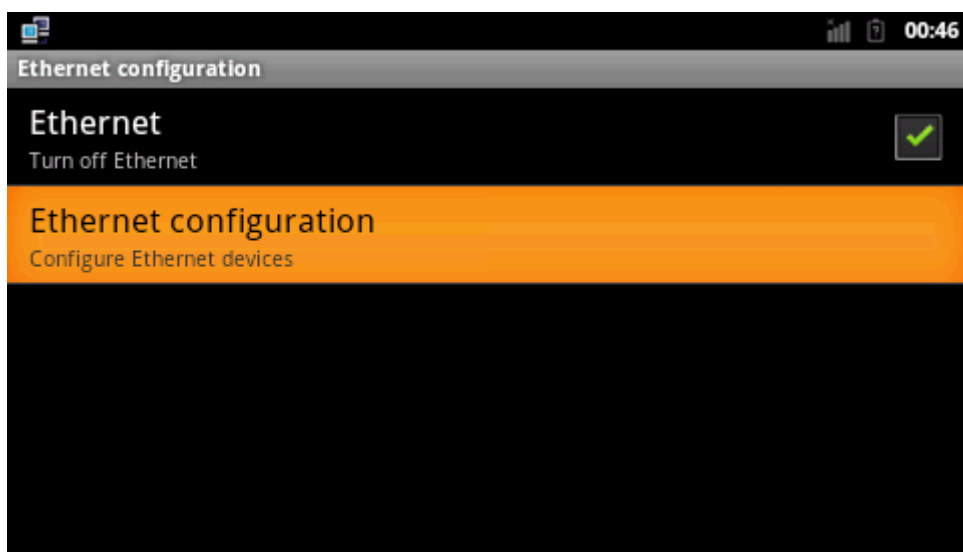 00:46
Ethernet configuration
Ethernet
Turn off Ethernet
Ethernet configuration
Configure Ethernet devices